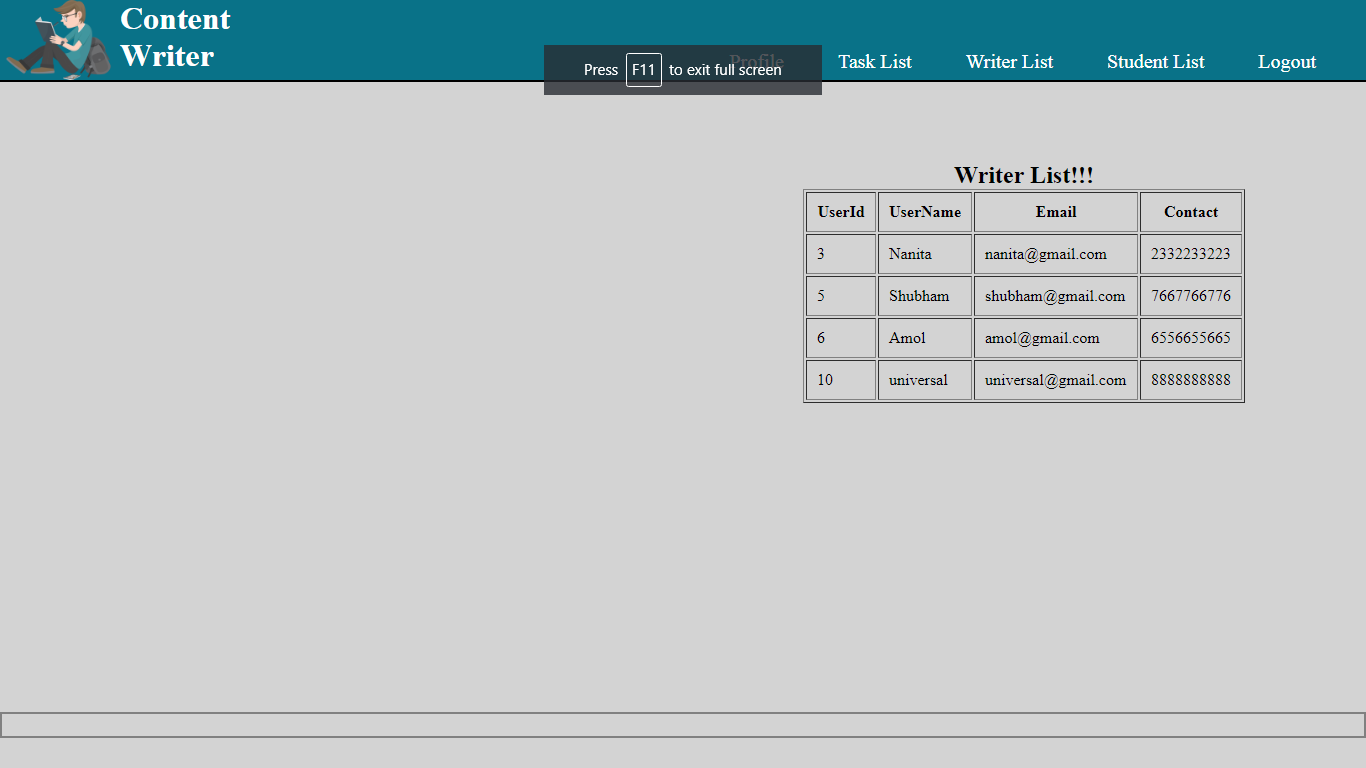 Content
Writer
Profile
Task List
Writer List
Student List
Logout
Press F11 to exit full screen
Writer List!!!
UserId UserName Email Contact
3 Nanita nanita@gmail.com 2332233223
5 Shubham shubham@gmail.com 7667766776
6 Amol amol@gmail.com 6556655665
10 universal universal@gmail.com 8888888888